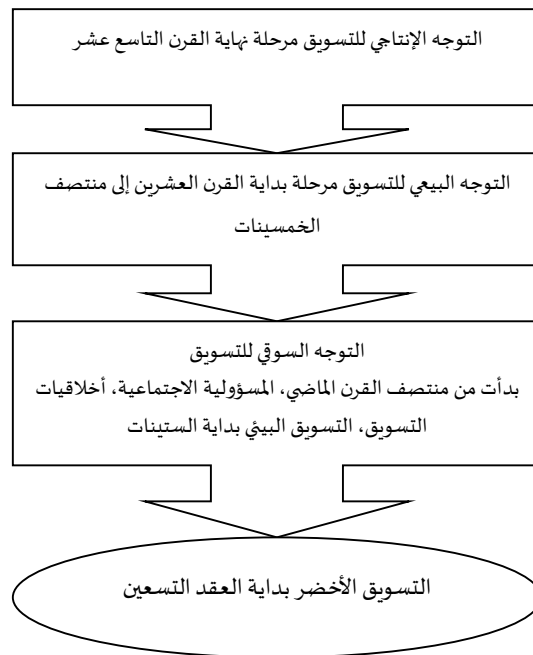 التوجه الإنتاجي للتسويق مرحلة نهاية القرن التاسع عشر
التوجه البيعي للتسويق مرحلة بداية القرن العشرين إلى منتصف
الخمسينات
التوجه السوقي للتسويق
بدأت من منتصف القرن الماضي، المسؤولية الاجتماعية، أخلاقيات
التسويق، التسويق البيئي بداية الستينات
التسويق الأخضر بداية العقد التسعين